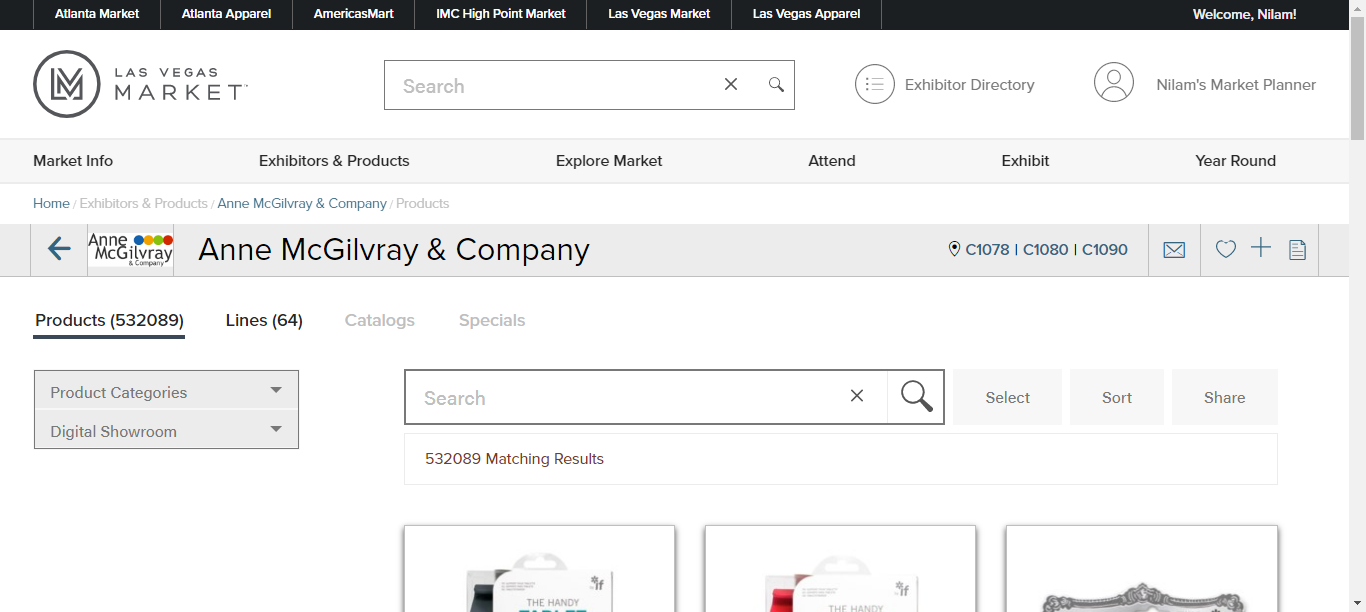 Atlanta Market Atlanta Apparel AmericasMart IMC High Point Market Las Vegas Market Las Vegas Apparel Welcome, Nilam!
LAS VEGAS
MARKET
Search
Exhibitor Directory
Nilam's Market Planner
Market Info Exhibitors & Products Explore Market Attend Exhibit Year Round
Home / Exhibitors & Products / Anne McGilvray & Company / Products
Anne
McGilvray
& Company
Anne McGilvray & Company
C1078 | C1080 | C1090
Products (532089) Lines (64) Catalogs Specials
Product Categories
Digital Showroom
Search
Select Sort Share
532089 Matching Results
if
THE HANDY
TABLET
if
THE HANDY